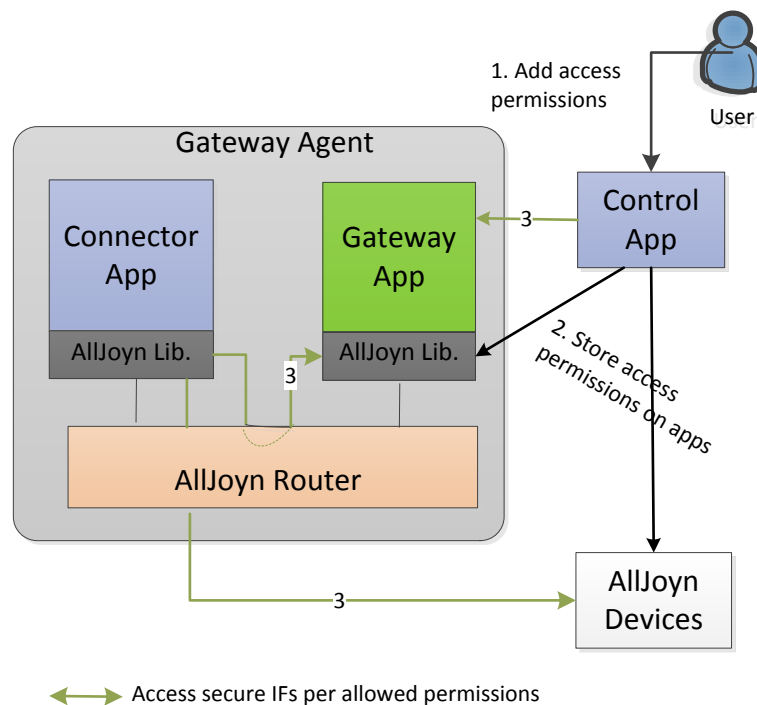 1. Add access
permissions
User
Gateway Agent
Connector
App
Gateway
App
Control
App
3
AllJoyn Lib.
AllJoyn Lib.
3
2. Store access
permissions on apps
AllJoyn Router
3
AllJoyn
Devices
Access secure IFs per allowed permissions